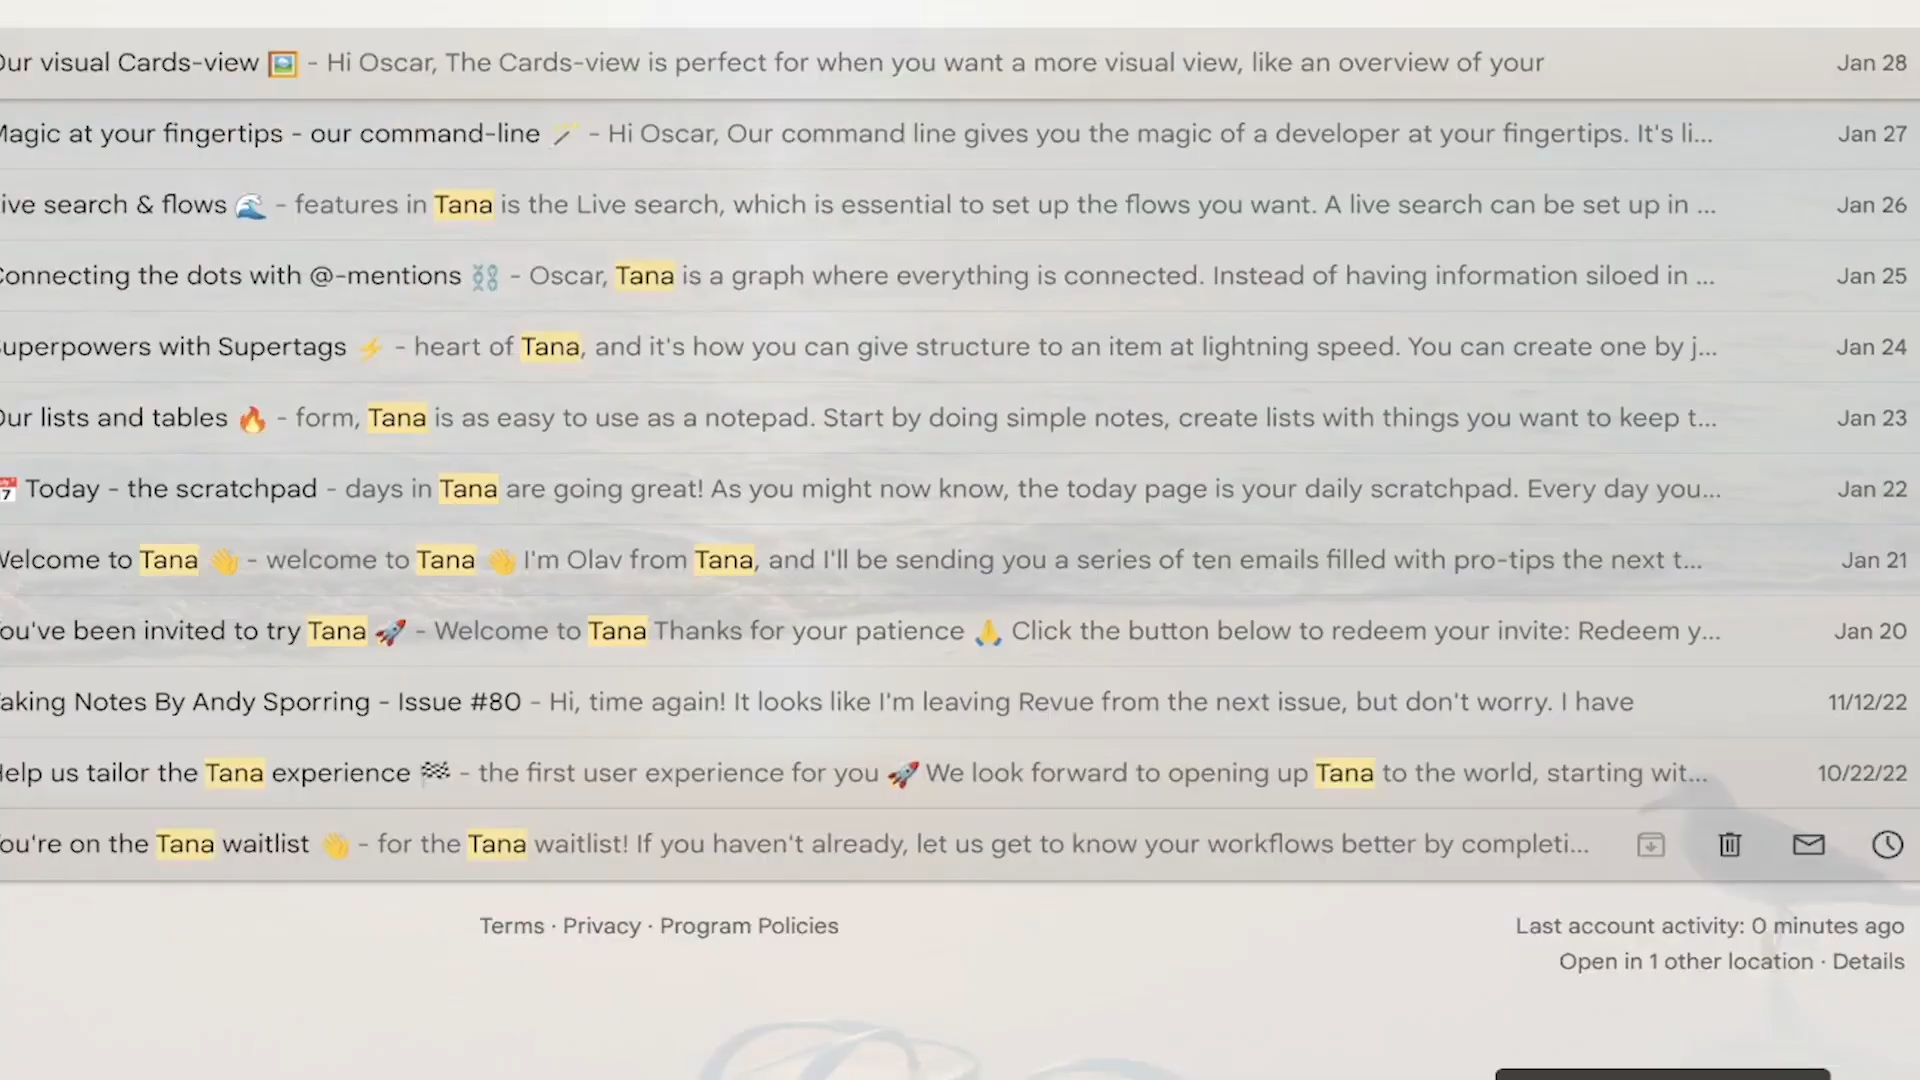 Our visual Cards-view - Hi Oscar, The Cards-view is perfect for when you want a more visual view, like an overview of your Jan 28
Magic at your fingertips - our command-line - Hi Oscar, Our command line gives you the magic of a developer at your fingertips. It's li... Jan 27
ive search & flows - features in Tana is the Live search, which is essential to set up the flows you want. A live search can be set up in ... Jan 26
Connecting the dots with @-mentions - Oscar, Tana is a graph where everything is connected. Instead of having information siloed in ... Jan 25
uperpowers with Supertags - heart of Tana, and it's how you can give structure to an item at lightning speed. You can create one by j... Jan 24
Our lists and tables - form, Tana is as easy to use as a notepad. Start by doing simple notes, create lists with things you want to keep t... Jan 23
Today - the scratchpad - days in Tana are going great! As you might now know, the today page is your daily scratchpad. Every day you... Jan 22
Welcome to Tana - welcome to Tana I'm Olav from Tana, and I'll be sending you a series of ten emails filled with pro-tips the next t... Jan 21
ou've been invited to try Tana - Welcome to Tana Thanks for your patience Click the button below to redeem your invite: Redeem y... Jan 20
aking Notes By Andy Sporring - Issue #80 - Hi, time again! It looks like I'm leaving Revue from the next issue, but don't worry. I have 11/12/22
Help us tailor the Tana experience - the first user experience for you We look forward to opening up Tana to the world, starting wit... 10/22/22
ou're on the Tana waitlist - for the Tana waitlist! If you haven't already, let us get to know your workflows better by completi...
Terms · Privacy · Program Policies
Last account activity: 0 minutes ago
Open in 1 other location · Details